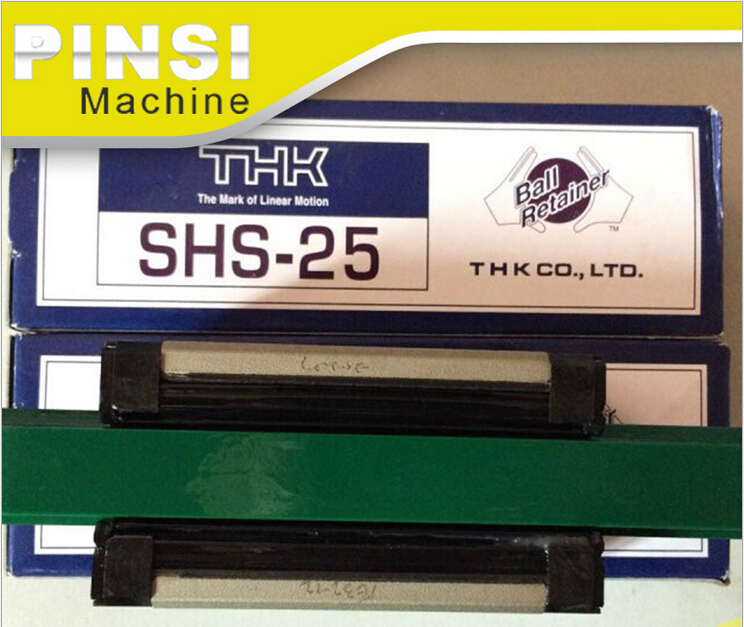 PINSI
Machine
THK
The Mark of Linear Motion
SHS-25
Ball
Retainer
TM
THK CO., LTD.